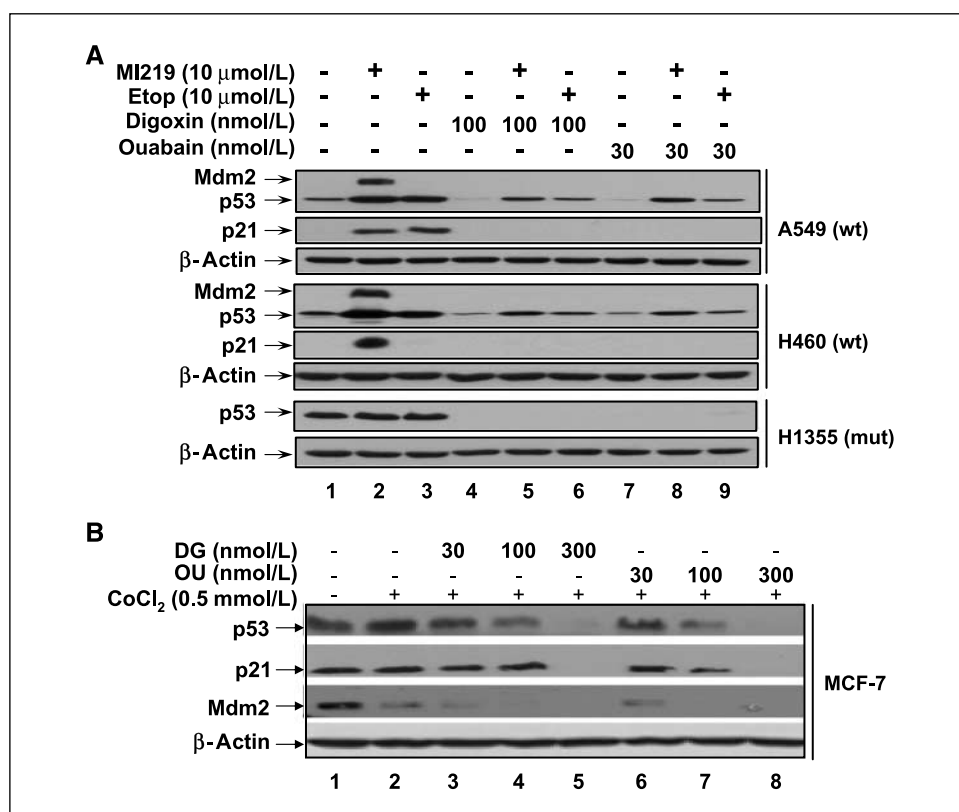 A
MI219 (10 μmol/L) - + - - + - - + -
Etop (10 μmol/L) - - + - - + - - +
Digoxin (nmol/L) - - - 100 100 100 - - -
Ouabain (nmol/L) - - - - - - 30 30 30
Mdm2
p53
p21
β-Actin
A549 (wt)
Mdm2
p53
p21
β-Actin
H460 (wt)
p53
β-Actin
H1355 (mut)
1 2 3 4 5 6 7 8 9
B
DG (nmol/L) - - 30 100 300 - - -
OU (nmol/L) - - - - - 30 100 300
CoCl₂ (0.5 mmol/L) - + + + + + + +
p53
p21
Mdm2
β-Actin
MCF-7
1 2 3 4 5 6 7 8